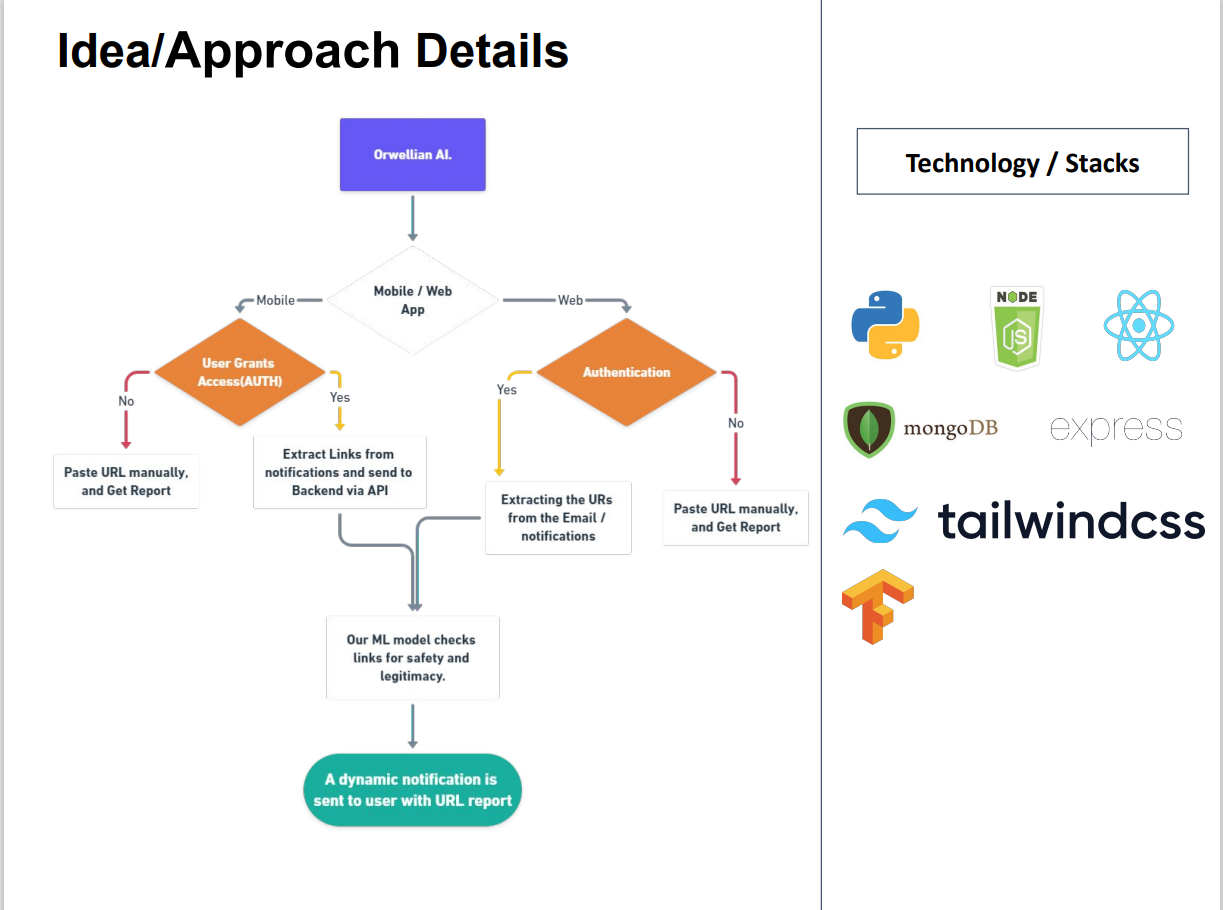 Idea/Approach Details
Orwellian AI.
Mobile / Web
App
Mobile
Web
User Grants
Access(AUTH)
Authentication
No
Yes
Yes
No
Paste URL manually,
and Get Report
Extract Links from
notifications and send to
Backend via API
Extracting the URs
from the Email /
notifications
Paste URL manually,
and Get Report
Our ML model checks
links for safety and
legitimacy.
A dynamic notification is
sent to user with URL report
Technology / Stacks
NODE
JS
mongoDB
express
tailwindcss